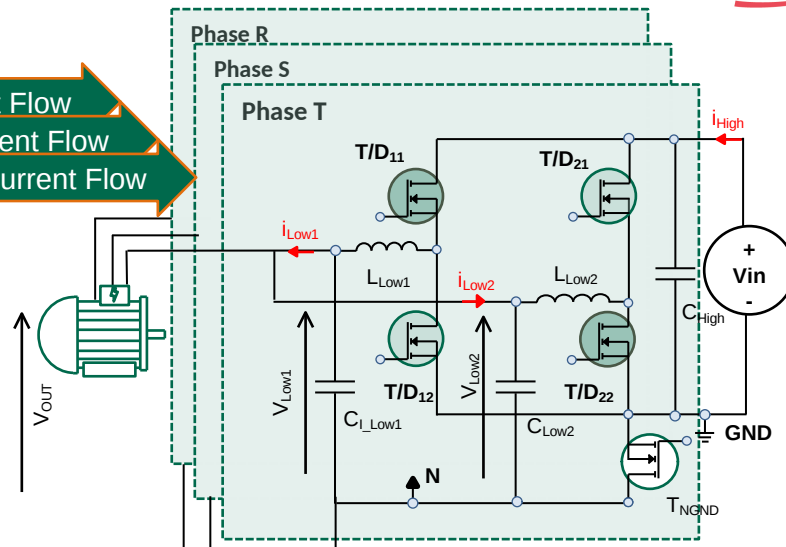 Phase R
Phase S
Phase T
Flow
ent Flow
urrent Flow
T/D11
T/D21
iHigh
iLow1
LLow1
iLow2
LLow2
+
Vin
-
CHigh
VOUT
VLow1
T/D12
VLow2
T/D22
CI_Low1
CLow2
GND
N
TNGND